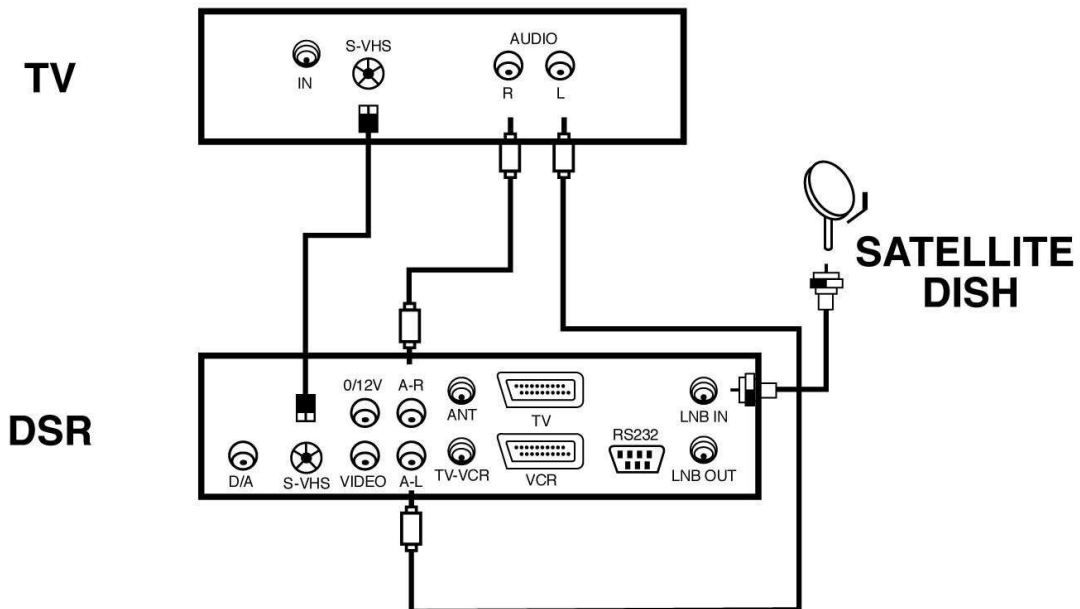 TV
IN
S-VHS
AUDIO
R
L
SATELLITE
DISH
DSR
0/12V
A-R
ANT
TV
LNB IN
D/A
S-VHS
VIDEO
A-L
TV-VCR
VCR
RS232
LNB OUT